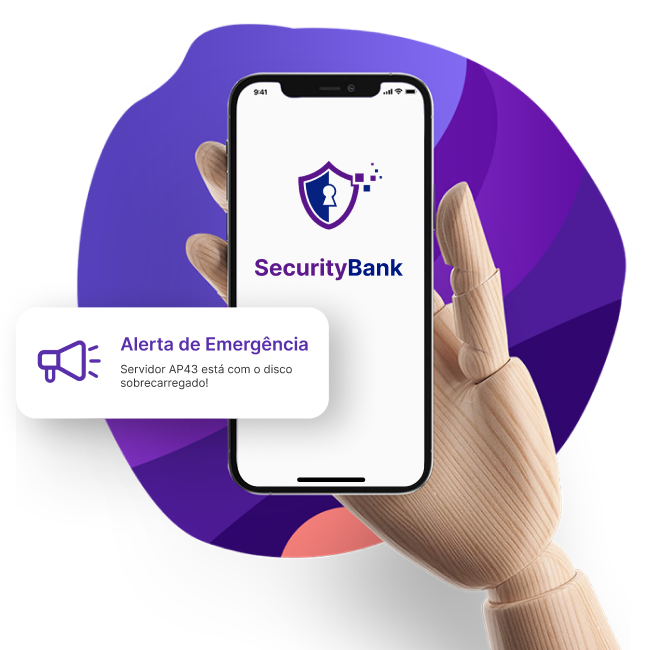 9:41
SecurityBank
Alerta de Emergência
Servidor AP43 está com o disco
sobrecarregado!